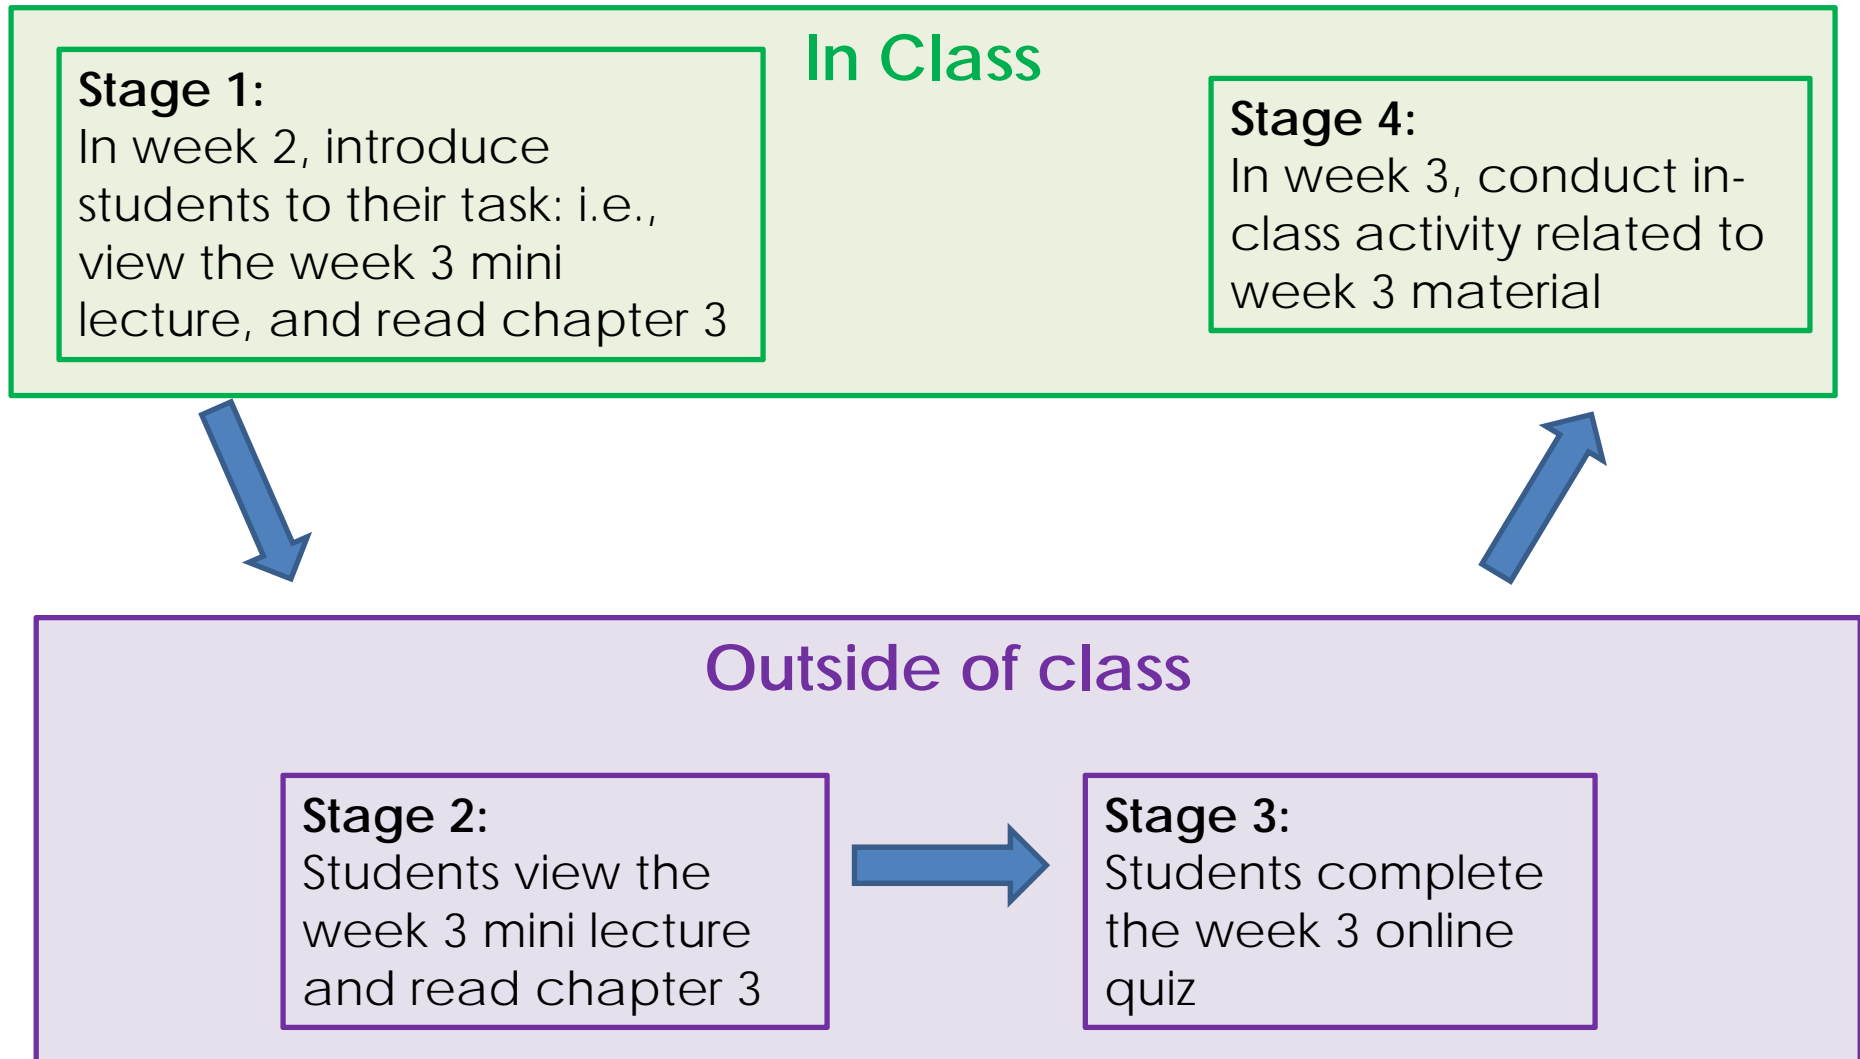 In Class
Stage 1:
In week 2, introduce
students to their task: i.e.,
view the week 3 mini
lecture, and read chapter 3
Stage 4:
In week 3, conduct in-
class activity related to
week 3 material
Outside of class
Stage 2:
Students view the
week 3 mini lecture
and read chapter 3
Stage 3:
Students complete
the week 3 online
quiz